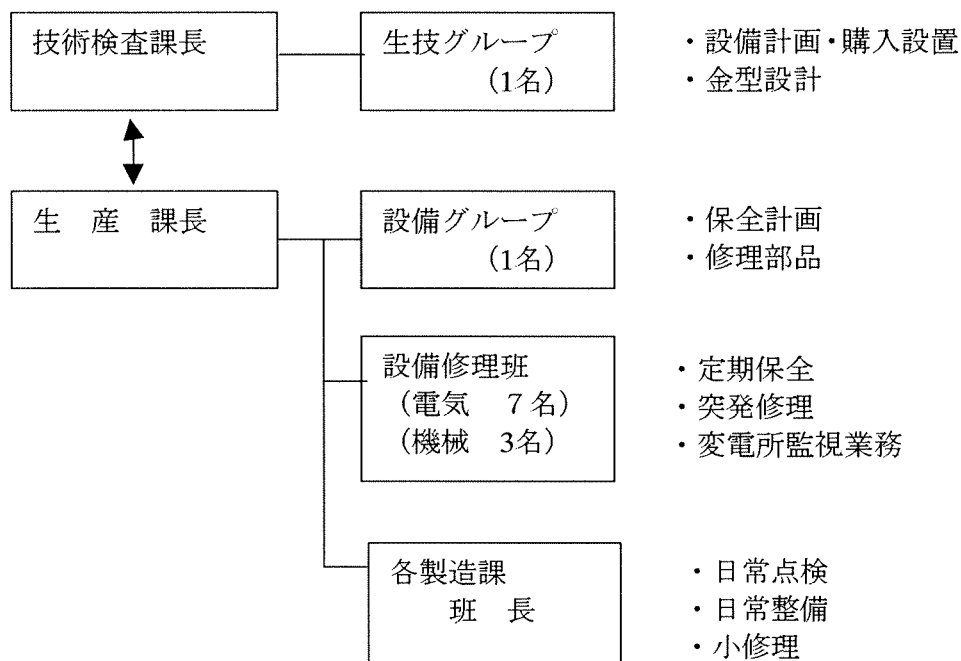 技術検査課長
生技グループ
(1名)
・設備計画・購入設置
・金型設計
生 産 課長
設備グループ
(1名)
・保全計画
・修理部品
設備修理班
(電気 7名)
(機械 3名)
・定期保全
・突発修理
・変電所監視業務
各製造課
班 長
・日常点検
・日常整備
・小修理